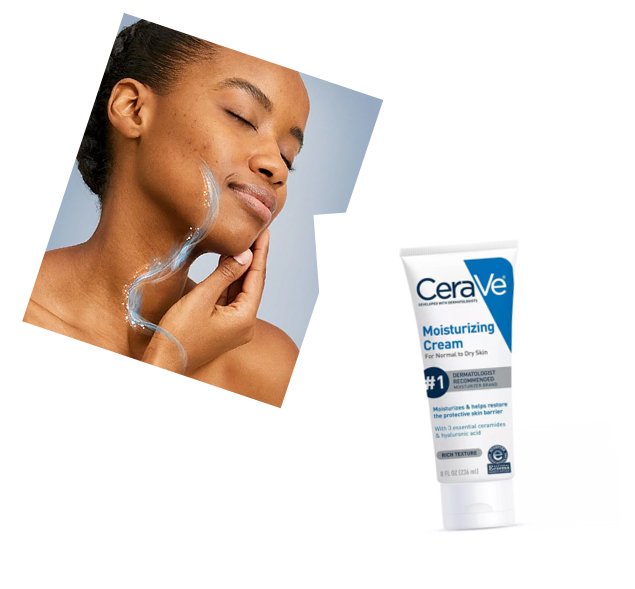 CeraVe
DEVELOPED WITH DERMATOLOGISTS
Moisturizing
Cream
For Normal to Dry Skin
#1
DERMATOLOGIST
RECOMMENDED
MOISTURIZER BRAND
Moisturizes & helps restore
the protective skin barrier
With 3 essential ceramides
& hyaluronic acid
RICH TEXTURE
8 FL OZ (236 ml)